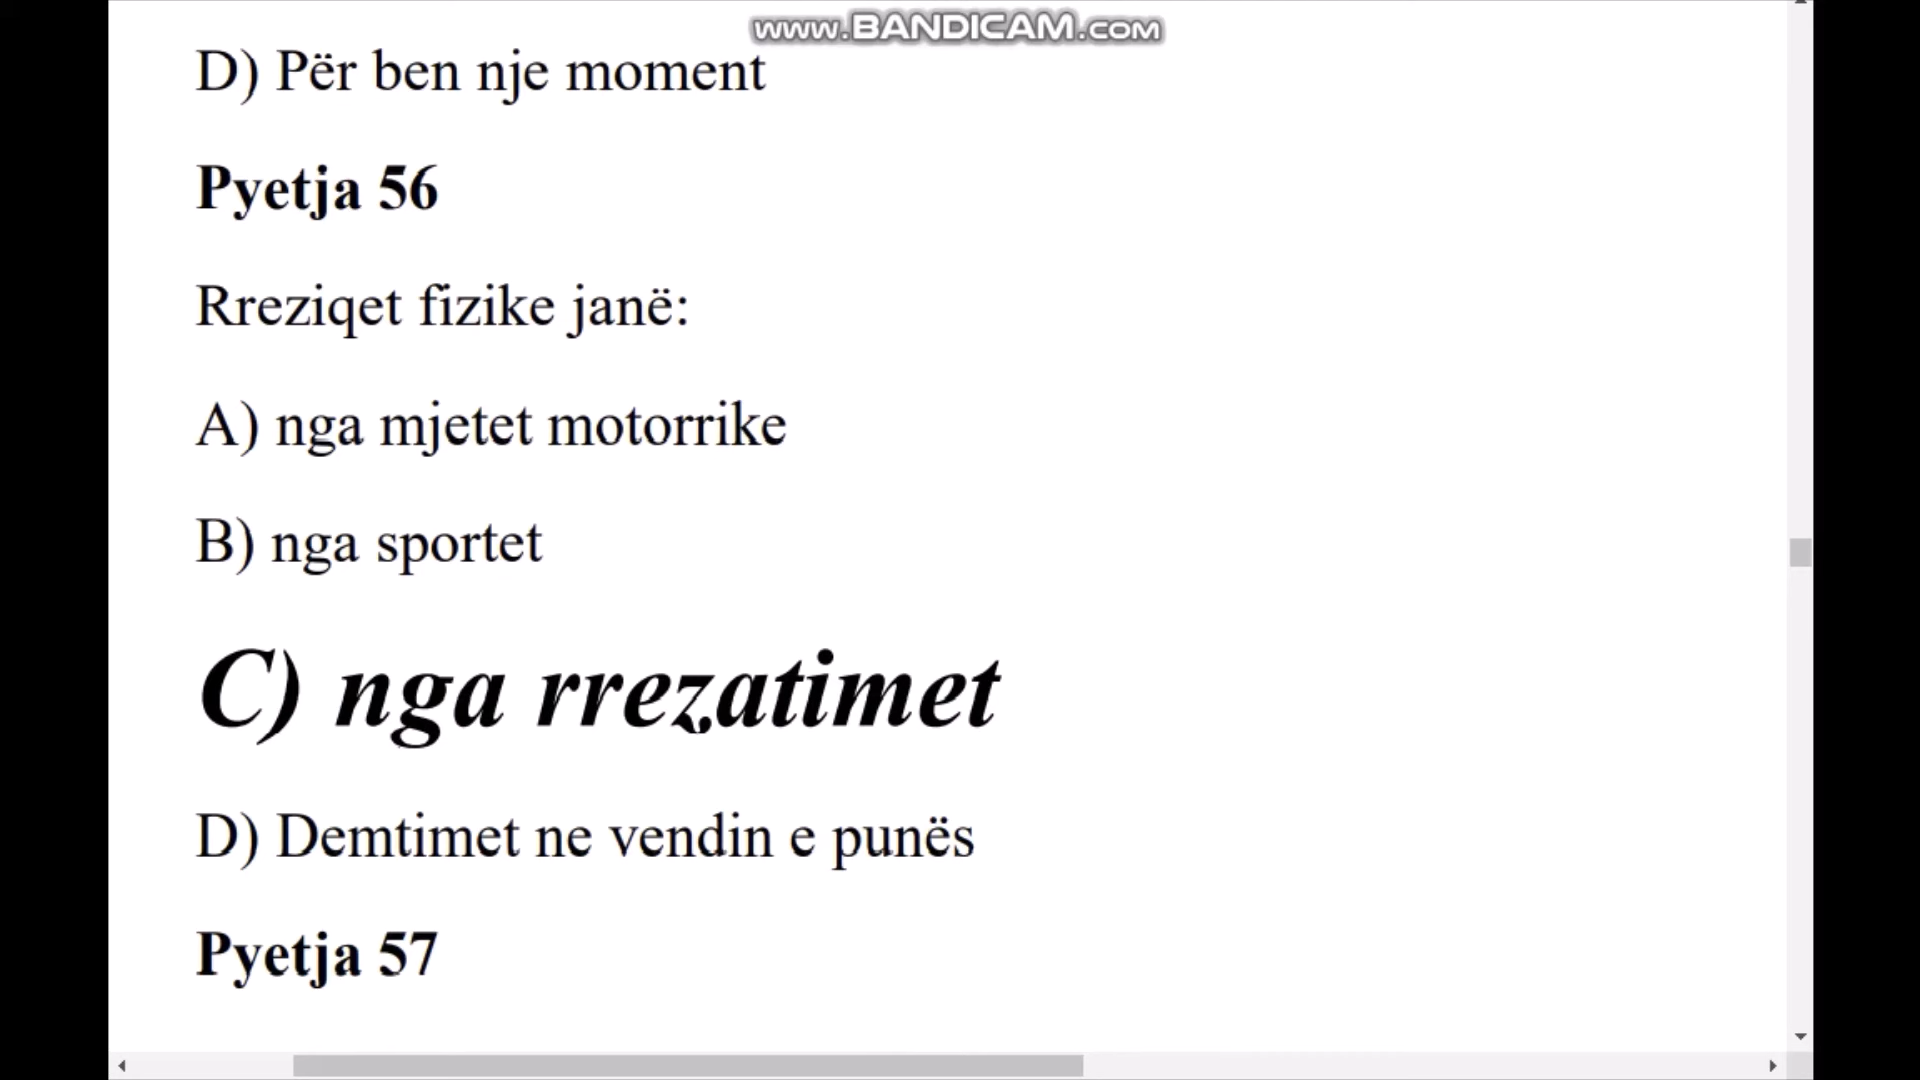 www.BANDICAM.com
D) Për ben nje moment
Pyetja 56
Rreziqet fizike janë:
A) nga mjetet motorrike
B) nga sportet
C) nga rrezatimet
D) Demtimet ne vendin e punës
Pyetja 57